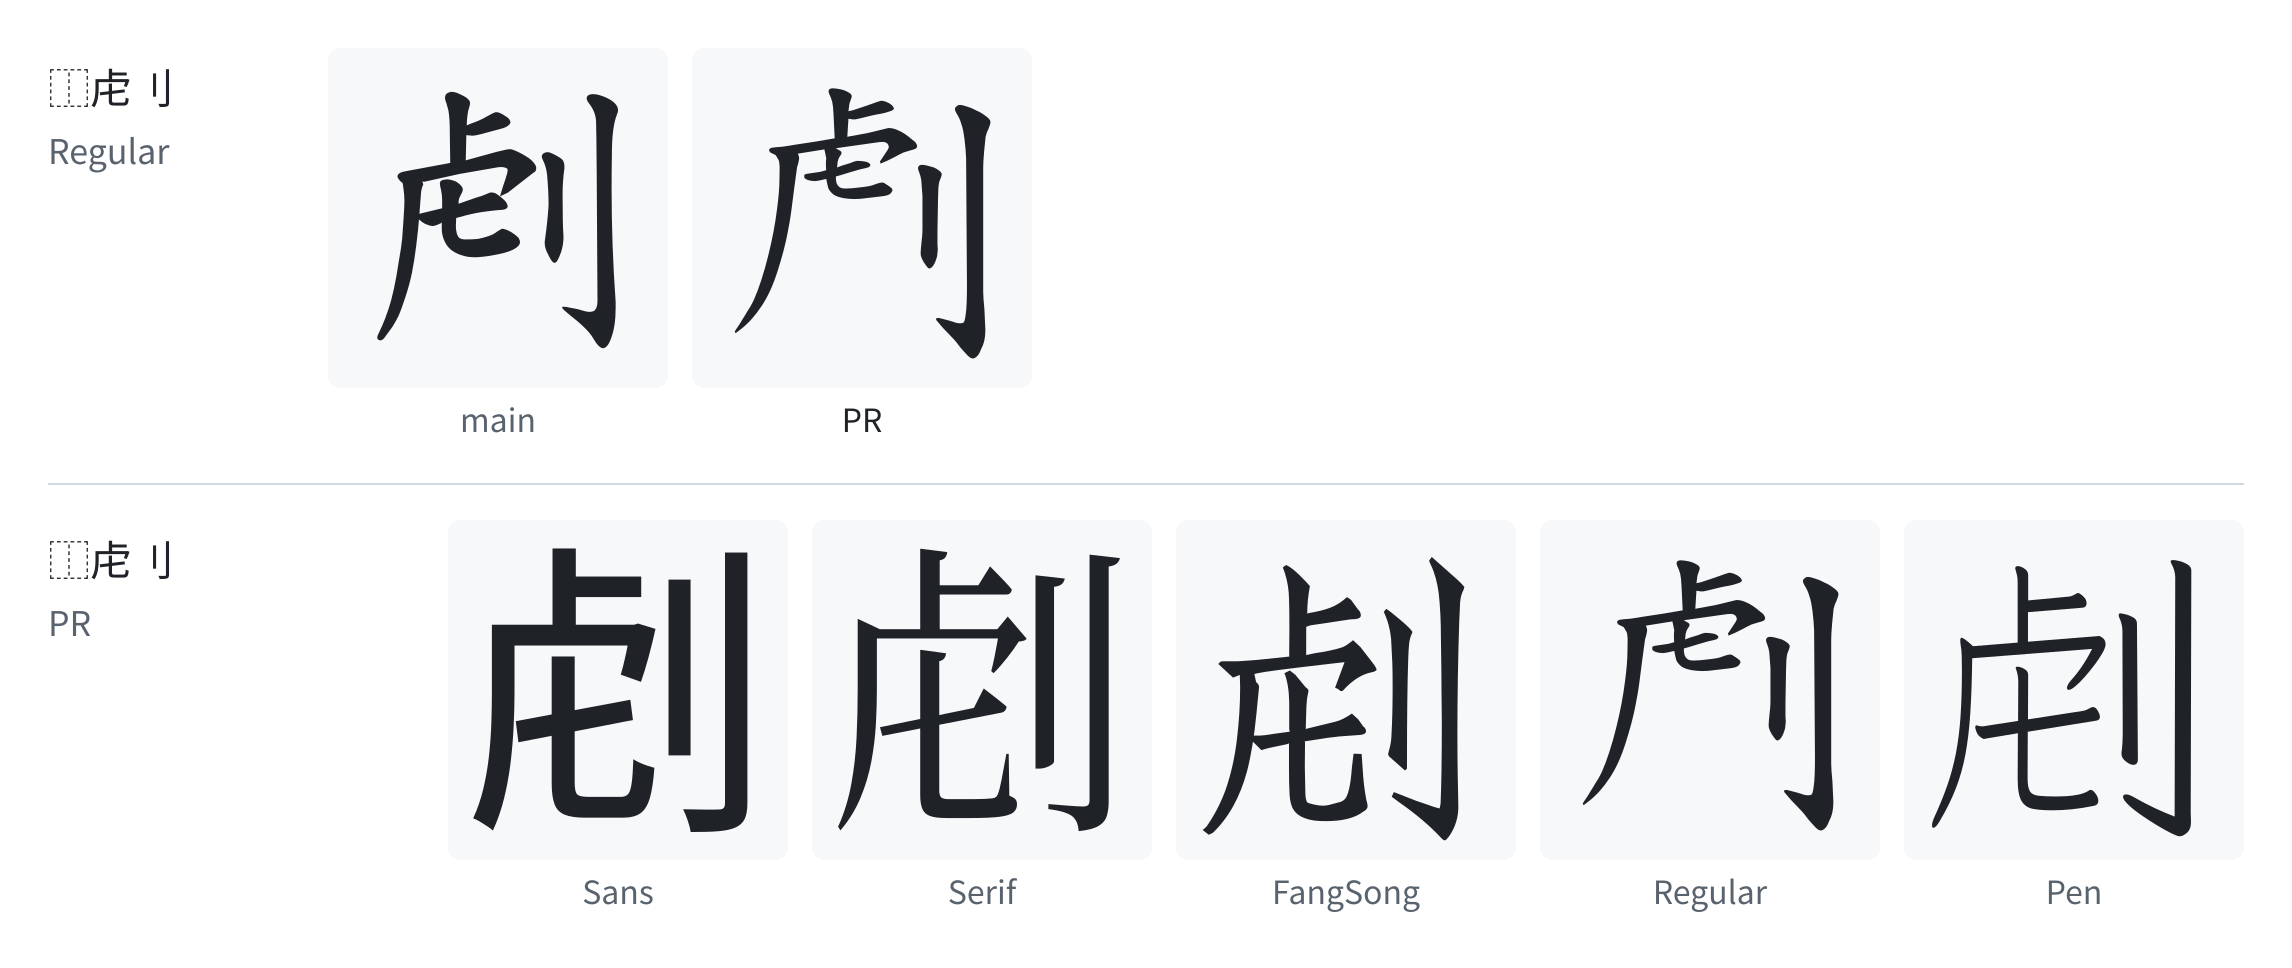 ⿰虍刂
Regular
main
PR
⿰虍刂
PR
Sans
Serif
FangSong
Regular
Pen